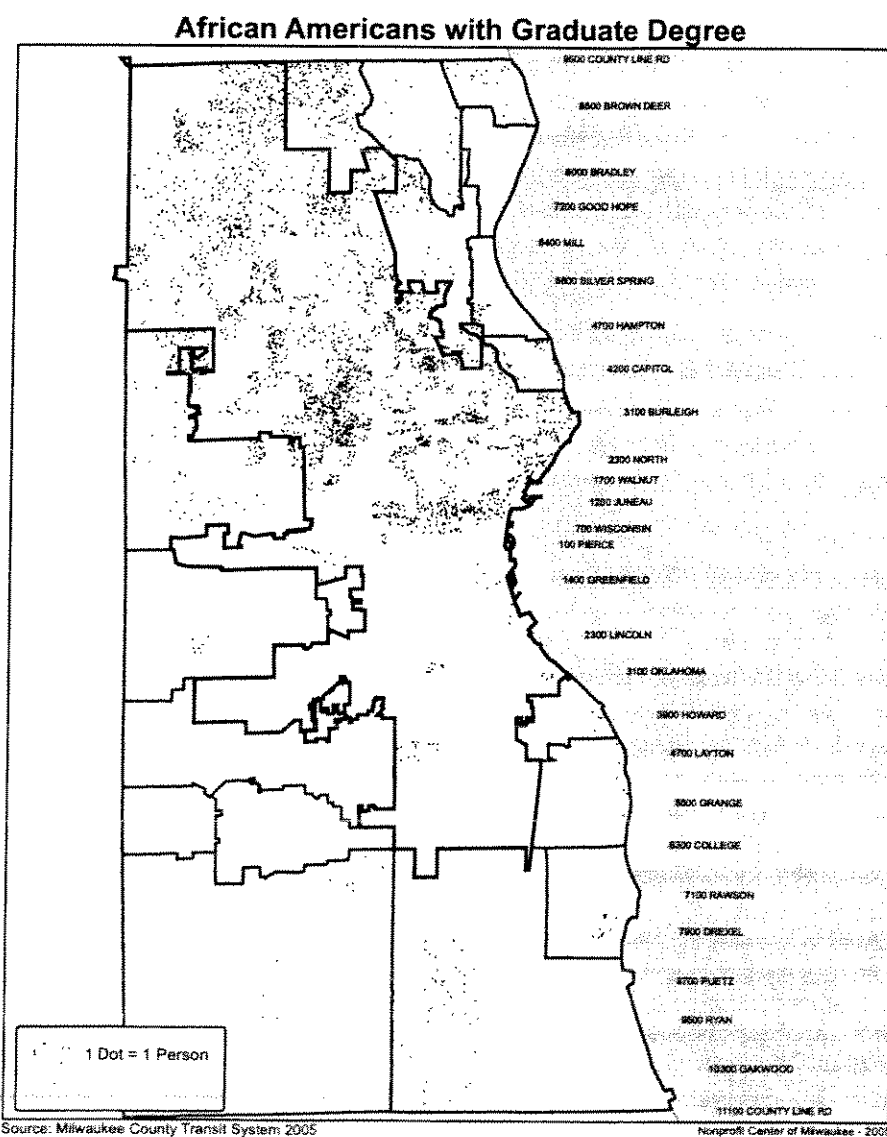 African Americans with Graduate Degree
9600 COUNTY LINE RD
8800 BROWN DEER
8000 BRADLEY
7200 GOOD HOPE
6400 MILL
5600 SILVER SPRING
4700 HAMPTON
4200 CAPITOL
3100 BURLEIGH
2300 NORTH
1700 WALNUT
1200 JUNEAU
700 WISCONSIN
100 PIERCE
1400 GREENFIELD
2300 LINCOLN
3100 OKLAHOMA
3900 HOWARD
4700 LAYTON
5500 GRANGE
6300 COLLEGE
7100 RAWSON
7900 DREXEL
8700 PUETZ
9500 RYAN
10300 OAKWOOD
11100 COUNTY LINE RD
1 Dot = 1 Person
Source: Milwaukee County Transit System 2005
Nonprofit Center of Milwaukee -